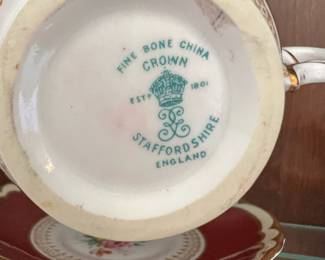 FINE BONE CHINA
CROWN
ESTD 1801
STAFFORDSHIRE
ENGLAND